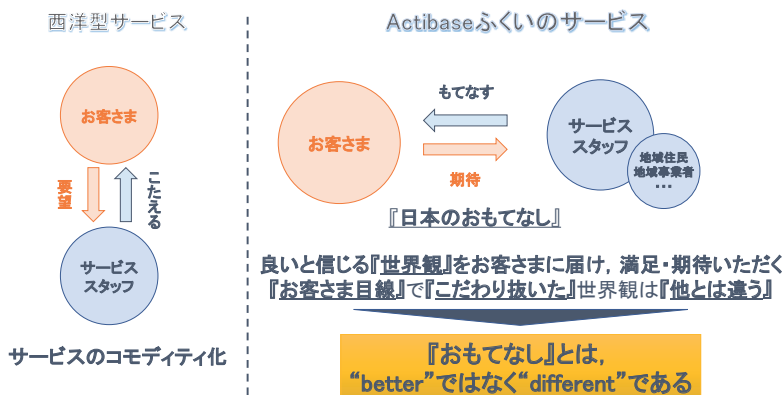 西洋型サービス
お客さま
要望
こたえる
サービス
スタッフ
サービスのコモディティ化
Actibaseふくいのサービス
お客さま
もてなす
期待
サービス
スタッフ
地域住民
地域事業者
…
『日本のおもてなし』
良いと信じる『世界観』をお客さまに届け，満足・期待いただく
『お客さま目線』で『こだわり抜いた』世界観は『他とは違う』
『おもてなし』とは，
“better”ではなく“different”である